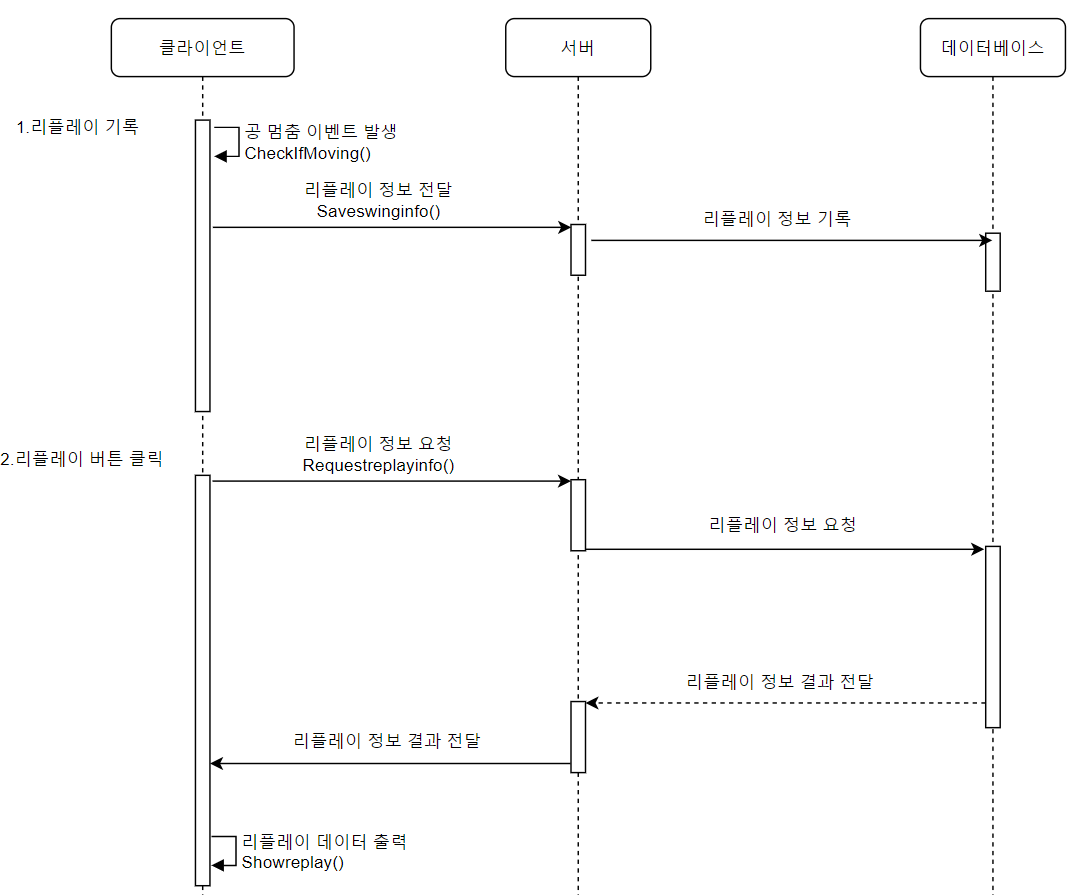 클라이언트
서버
데이터베이스
1.리플레이 기록
공 멈춤 이벤트 발생
CheckIfMoving()
리플레이 정보 전달
Saveswinginfo()
리플레이 정보 기록
2.리플레이 버튼 클릭
리플레이 정보 요청
Requestreplayinfo()
리플레이 정보 요청
리플레이 정보 결과 전달
리플레이 정보 결과 전달
리플레이 데이터 출력
Showreplay()